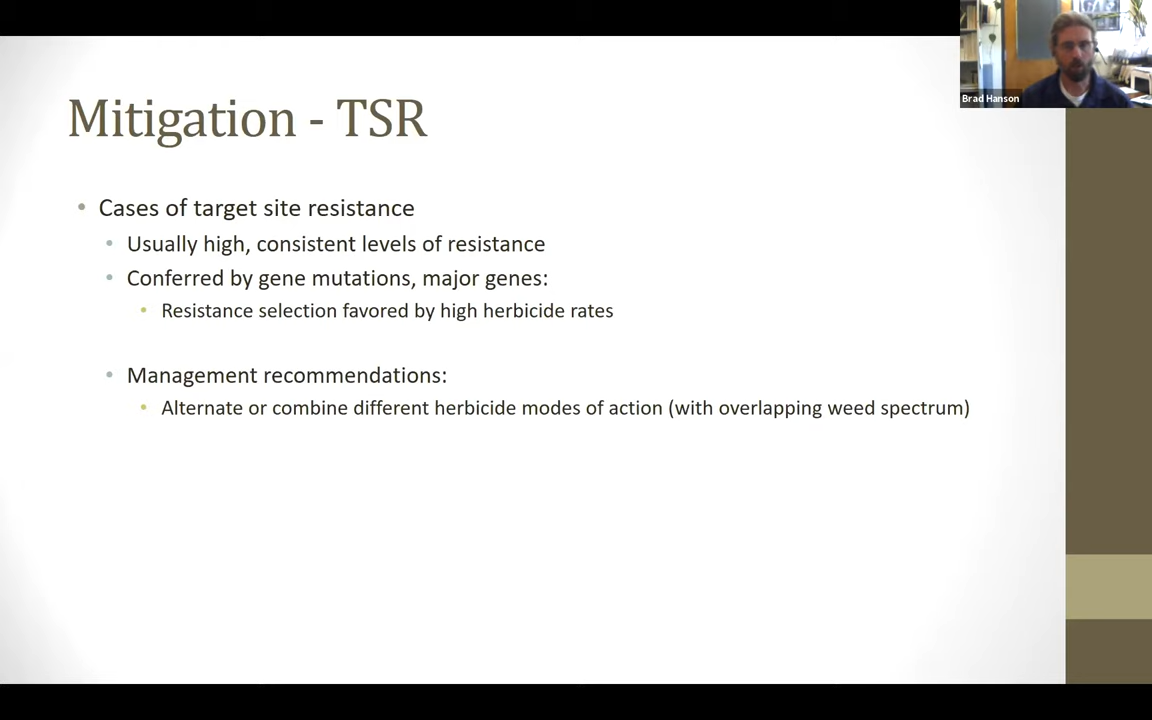 Brad Hanson
Mitigation - TSR
• Cases of target site resistance
• Usually high, consistent levels of resistance
• Conferred by gene mutations, major genes:
• Resistance selection favored by high herbicide rates
• Management recommendations:
• Alternate or combine different herbicide modes of action (with overlapping weed spectrum)